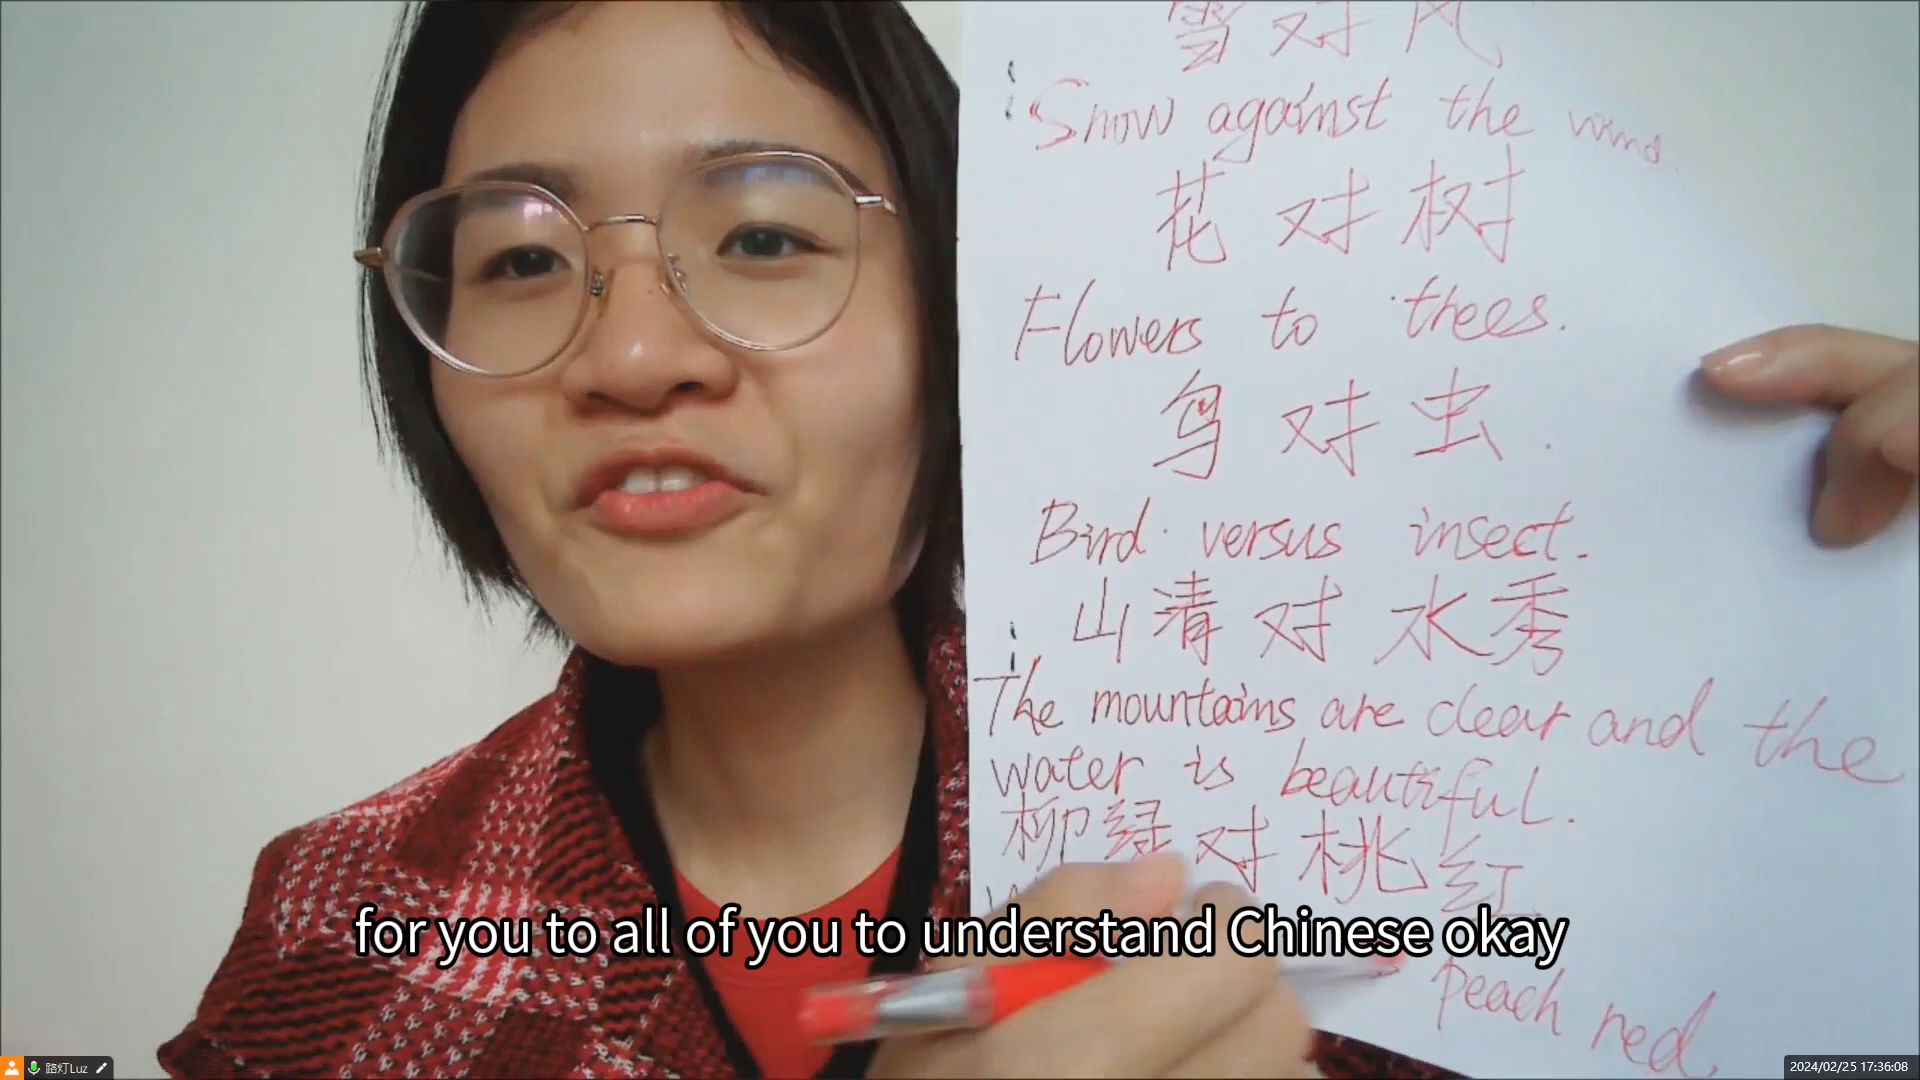 雪对风
Snow against the wind.
花对树
Flowers to trees.
鸟对虫.
Bird versus insect.
山清对水秀
The mountains are clear and the
water is beautiful.
柳绿对桃红
peach red.
for you to all of you to understand Chinese okay
路灯Luz
2024/02/25 17:36:08